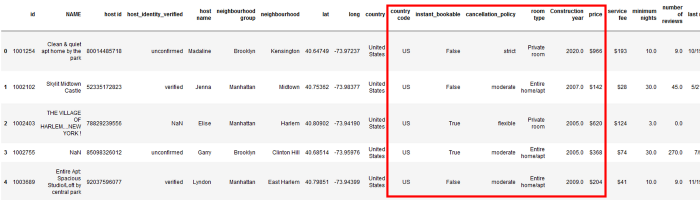 id NAME host id host_identity_verified host name neighbourhood group neighbourhood lat long country country code instant_bookable cancellation_policy room type Construction year price service fee minimum nights number of reviews last
0 1001254 Clean & quiet apt home by the park 80014485718 unconfirmed Madaline Brooklyn Kensington 40.64749 -73.97237 United States US False strict Private room 2020.0 $966 $193 10.0 9.0 10/19
1 1002102 Skylit Midtown Castle 52335172823 verified Jenna Manhattan Midtown 40.75362 -73.98377 United States US False moderate Entire home/apt 2007.0 $142 $28 30.0 45.0 5/2
2 1002403 THE VILLAGE OF HARLEM....NEW YORK ! 78829239556 NaN Elise Manhattan Harlem 40.80902 -73.94190 United States US True flexible Private room 2005.0 $620 $124 3.0 0.0
3 1002755 NaN 85098326012 unconfirmed Garry Brooklyn Clinton Hill 40.68514 -73.95976 United States US True moderate Entire home/apt 2005.0 $368 $74 30.0 270.0 7/
4 1003689 Entire Apt: Spacious Studio/Loft by central park 92037596077 verified Lyndon Manhattan East Harlem 40.79851 -73.94399 United States US False moderate Entire home/apt 2009.0 $204 $41 10.0 9.0 11/19